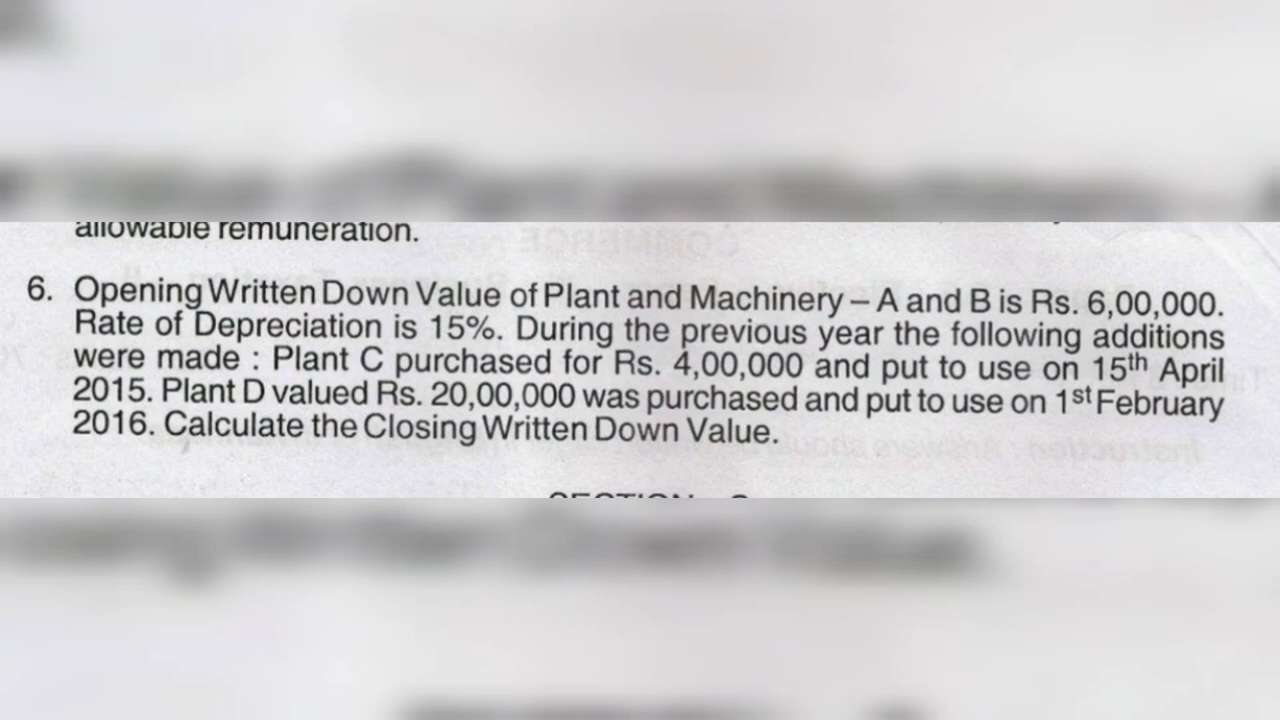 allowable remuneration.
6. Opening Written Down Value of Plant and Machinery – A and B is Rs. 6,00,000.
Rate of Depreciation is 15%. During the previous year the following additions
were made : Plant C purchased for Rs. 4,00,000 and put to use on 15th April
2015. Plant D valued Rs. 20,00,000 was purchased and put to use on 1st February
2016. Calculate the Closing Written Down Value.